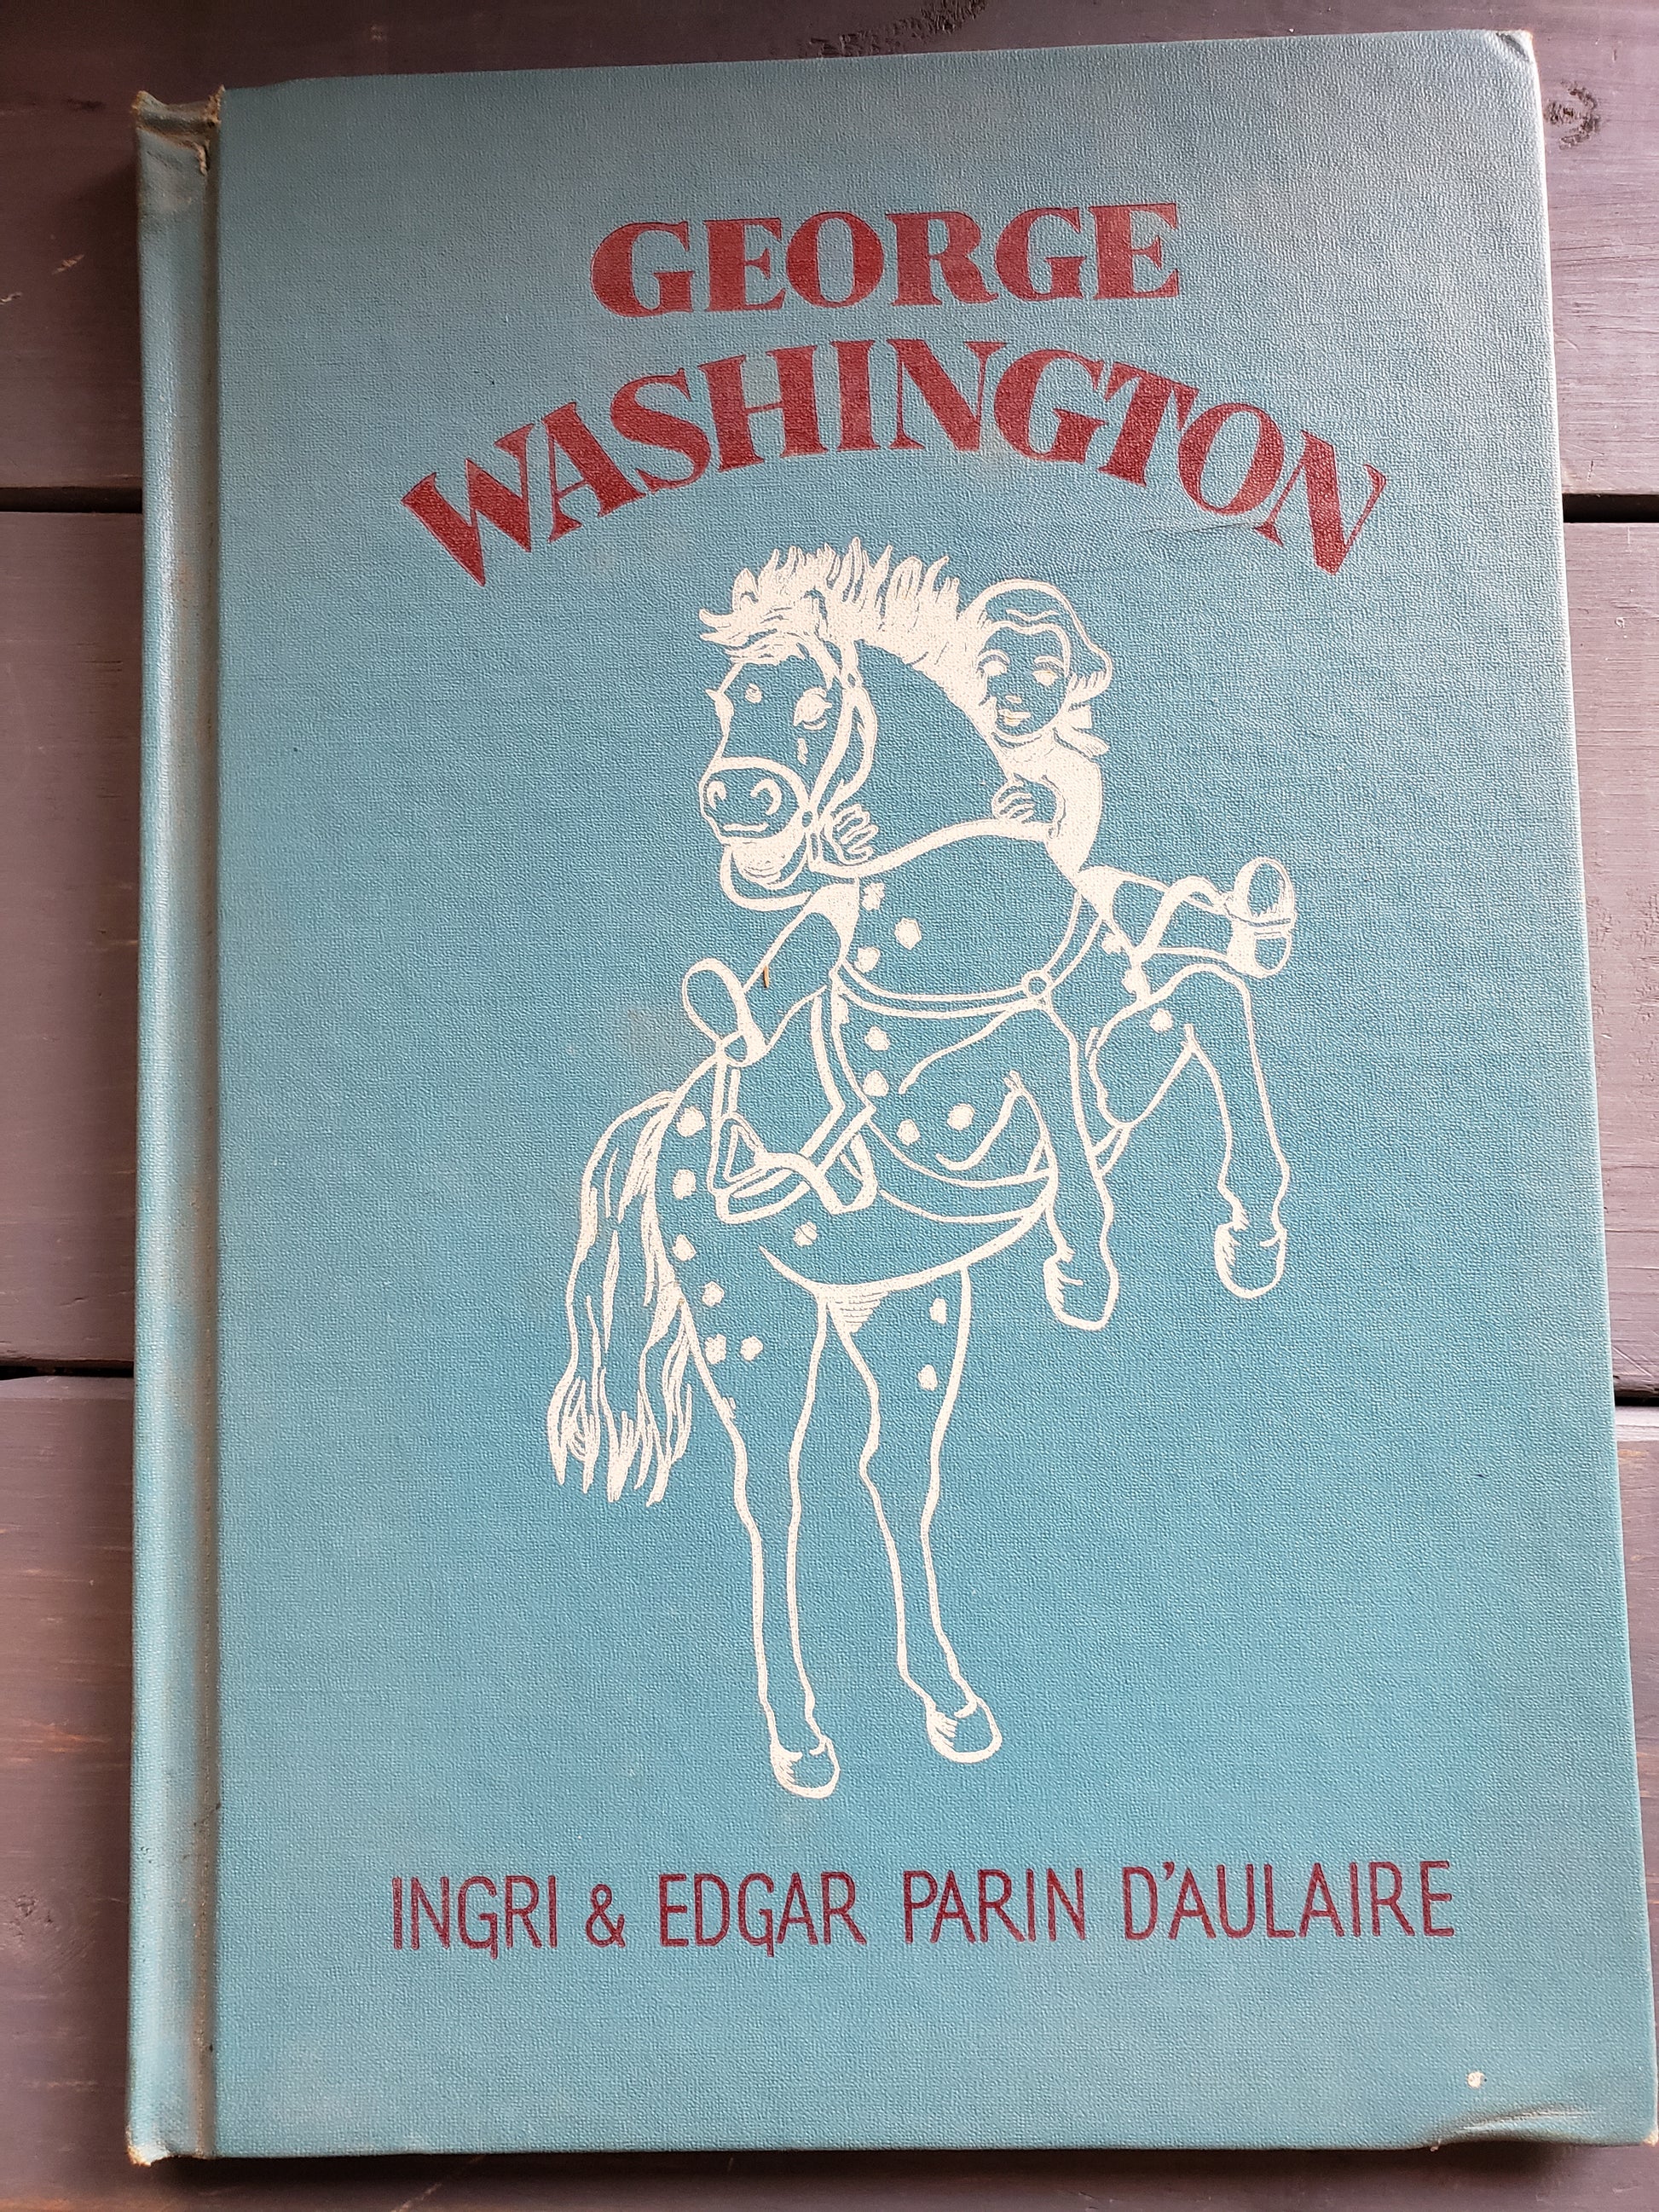 GEORGE
WASHINGTON
INGRI & EDGAR PARIN D'AULAIRE